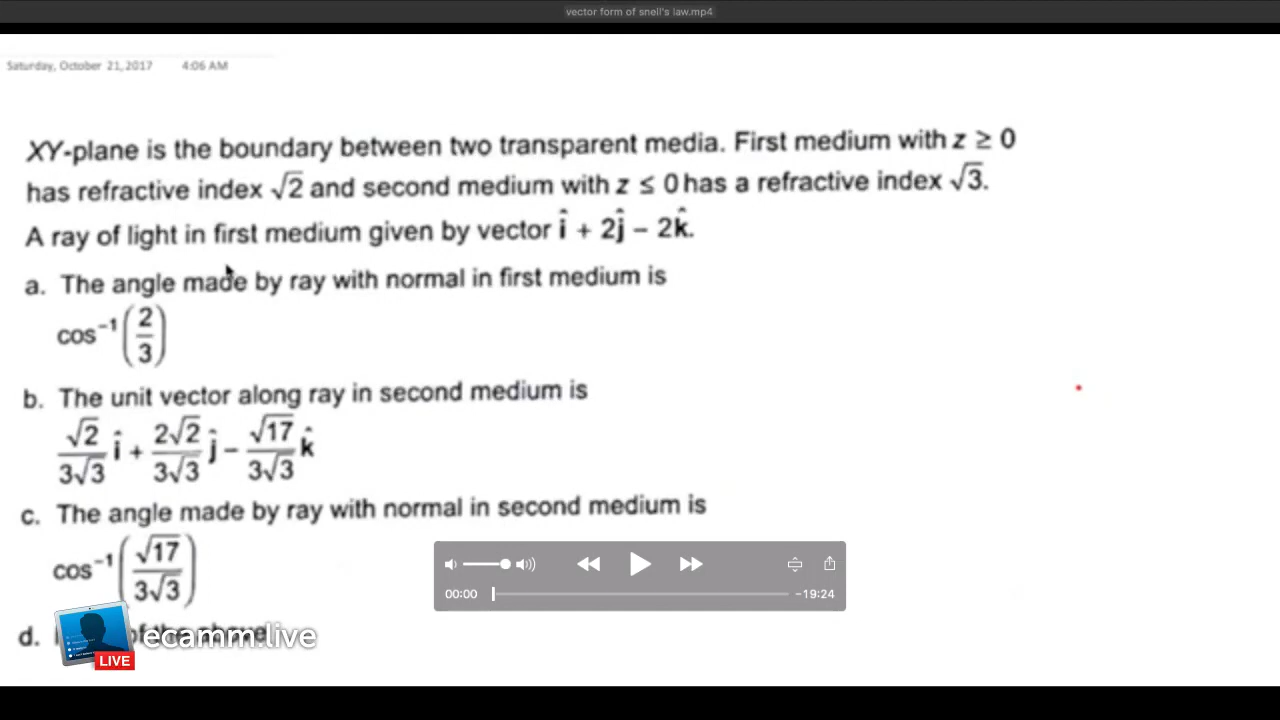 vector form of snell's law.mp4
Saturday, October 21, 2017 4:06 AM
XY-plane is the boundary between two transparent media. First medium with z ≥ 0
has refractive index √2 and second medium with z ≤ 0 has a refractive index √3.
A ray of light in first medium given by vector î + 2ĵ − 2k̂.
a. The angle made by ray with normal in first medium is
cos⁻¹(2/3)
b. The unit vector along ray in second medium is
√2/3√3 î + 2√2/3√3 ĵ − √17/3√3 k̂
c. The angle made by ray with normal in second medium is
cos⁻¹(√17/3√3)
d. of the above
ecamm.live
LIVE
00:00 −19:24